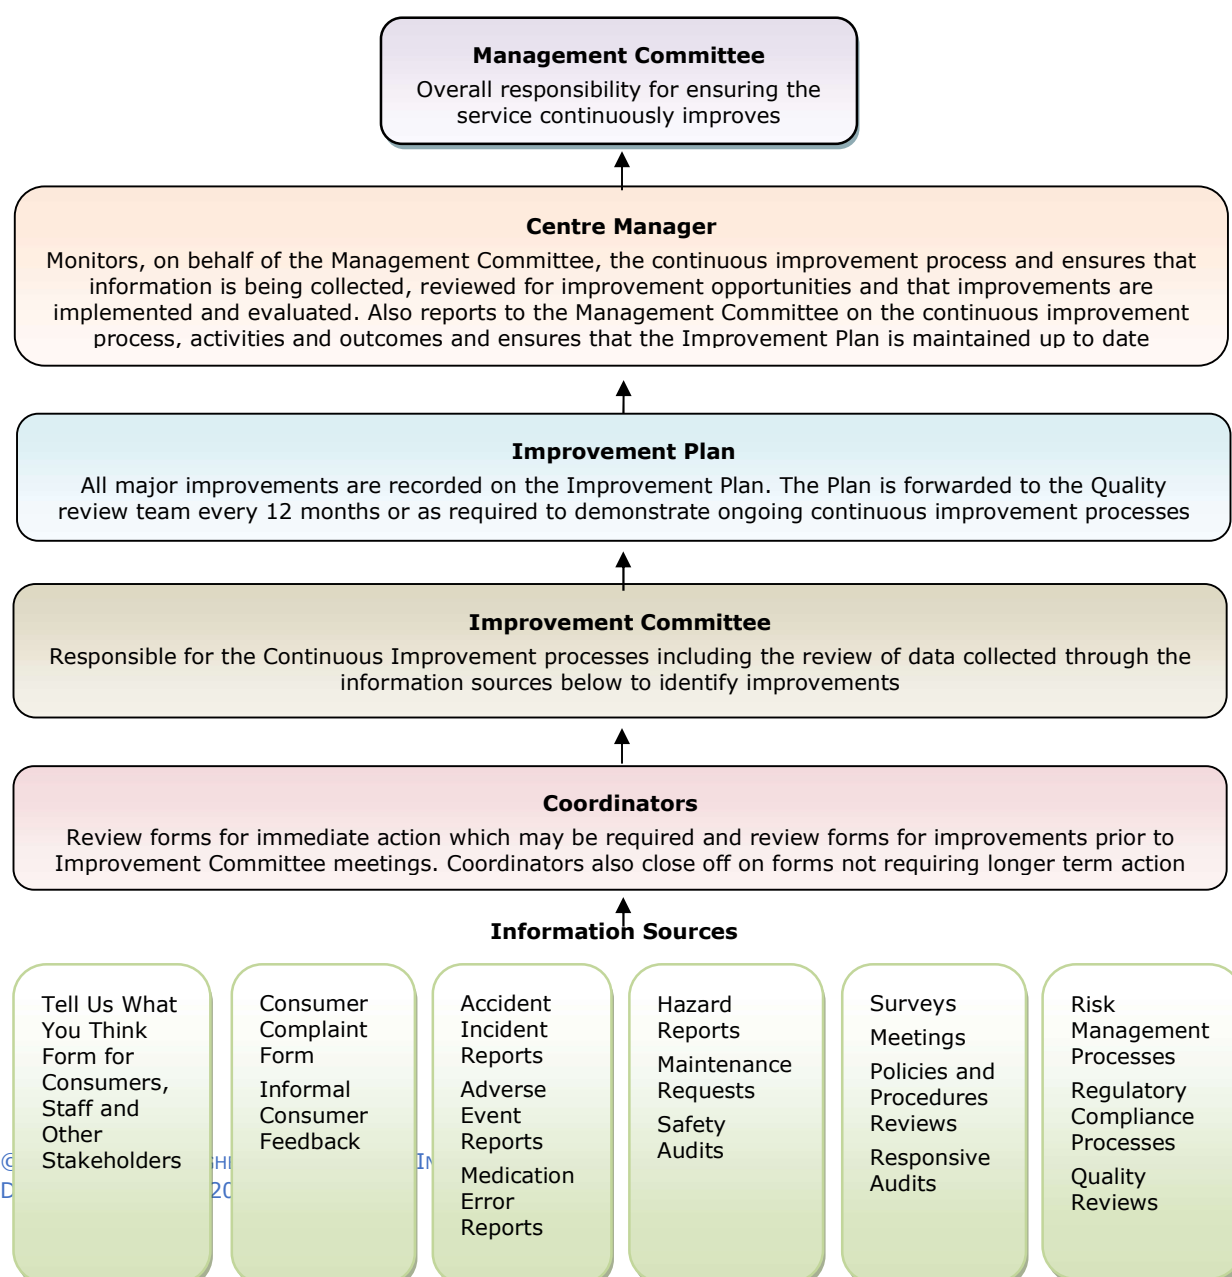 Management Committee
Overall responsibility for ensuring the
service continuously improves
Centre Manager
Monitors, on behalf of the Management Committee, the continuous improvement process and ensures that
information is being collected, reviewed for improvement opportunities and that improvements are
implemented and evaluated. Also reports to the Management Committee on the continuous improvement
process, activities and outcomes and ensures that the Improvement Plan is maintained up to date
Improvement Plan
All major improvements are recorded on the Improvement Plan. The Plan is forwarded to the Quality
review team every 12 months or as required to demonstrate ongoing continuous improvement processes
Improvement Committee
Responsible for the Continuous Improvement processes including the review of data collected through the
information sources below to identify improvements
Coordinators
Review forms for immediate action which may be required and review forms for improvements prior to
Improvement Committee meetings. Coordinators also close off on forms not requiring longer term action
Information Sources
Tell Us What
You Think
Form for
Consumers,
Staff and
Other
Stakeholders
Consumer
Complaint
Form
Informal
Consumer
Feedback
Accident
Incident
Reports
Adverse
Event
Reports
Medication
Error
Reports
Hazard
Reports
Maintenance
Requests
Safety
Audits
Surveys
Meetings
Policies and
Procedures
Reviews
Responsive
Audits
Risk
Management
Processes
Regulatory
Compliance
Processes
Quality
Reviews